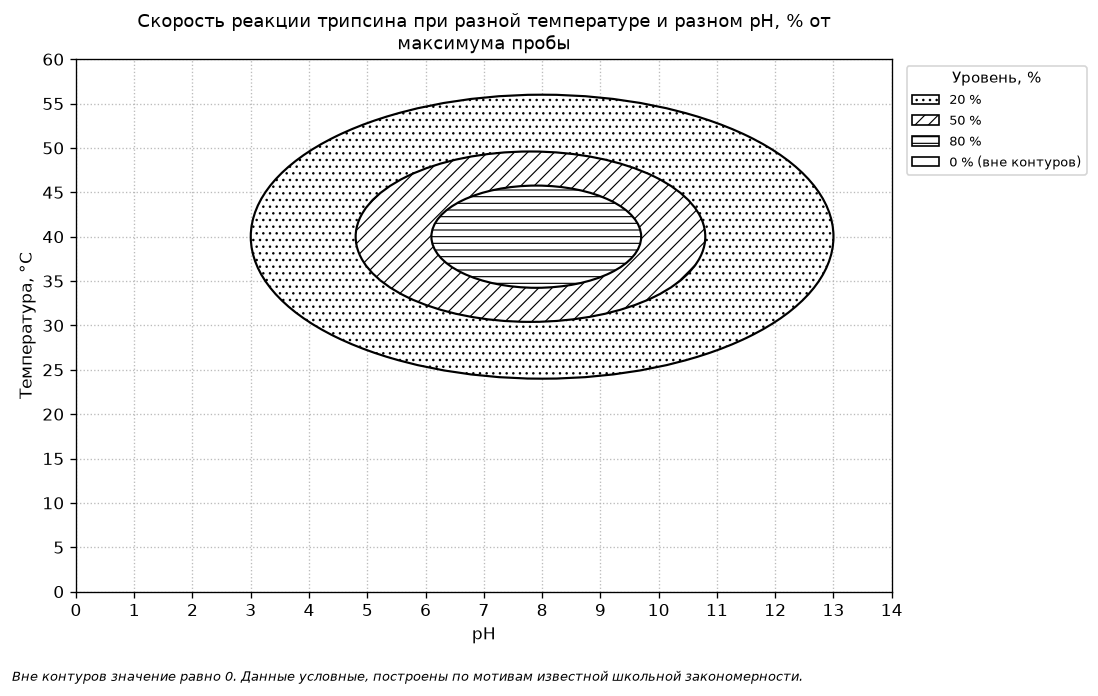 Скорость реакции трипсина при разной температуре и разном pH, % от
максимума пробы
Уровень, %
20 %
50 %
80 %
0 % (вне контуров)
60
55
50
45
40
35
30
25
20
15
10
5
0
Температура, °C
0 1 2 3 4 5 6 7 8 9 10 11 12 13 14
pH
Вне контуров значение равно 0. Данные условные, построены по мотивам известной школьной закономерности.